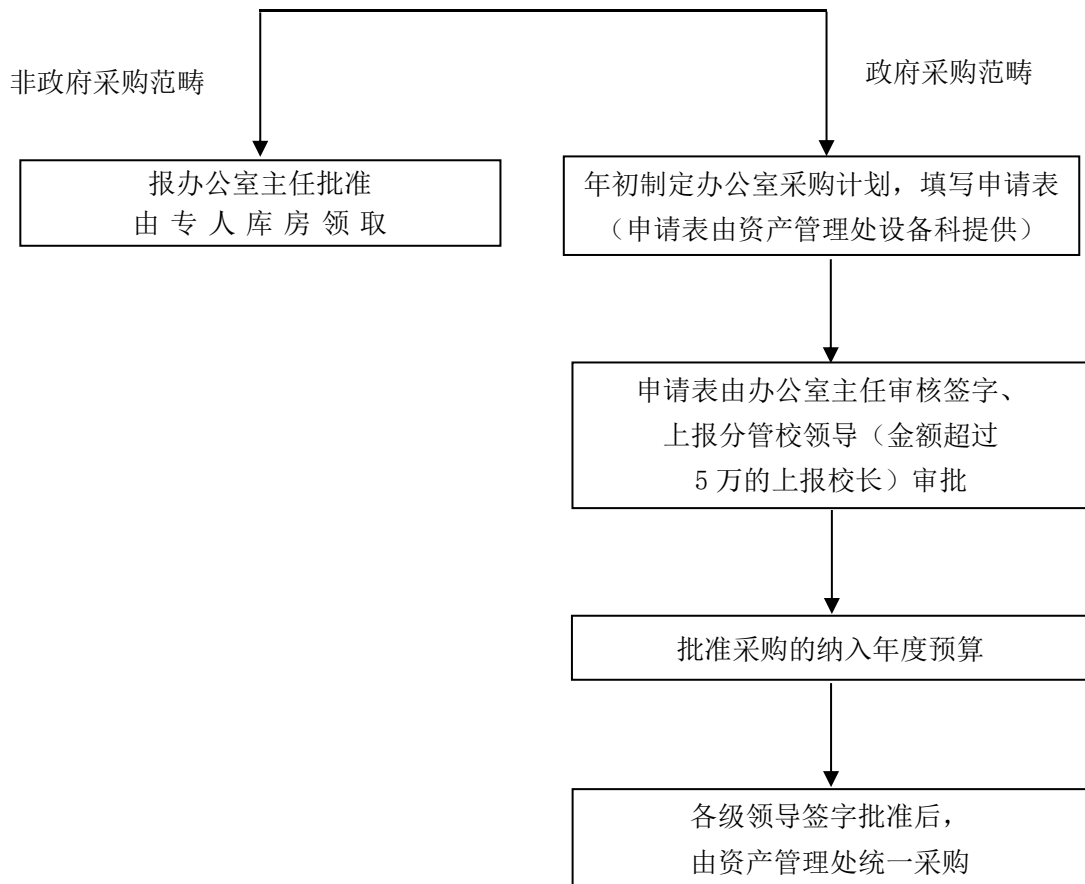 非政府采购范畴
政府采购范畴
报办公室主任批准
由专人库房领取
年初制定办公室采购计划，填写申请表
（申请表由资产管理处设备科提供）
申请表由办公室主任审核签字、
上报分管校领导（金额超过
5 万的上报校长）审批
批准采购的纳入年度预算
各级领导签字批准后，
由资产管理处统一采购